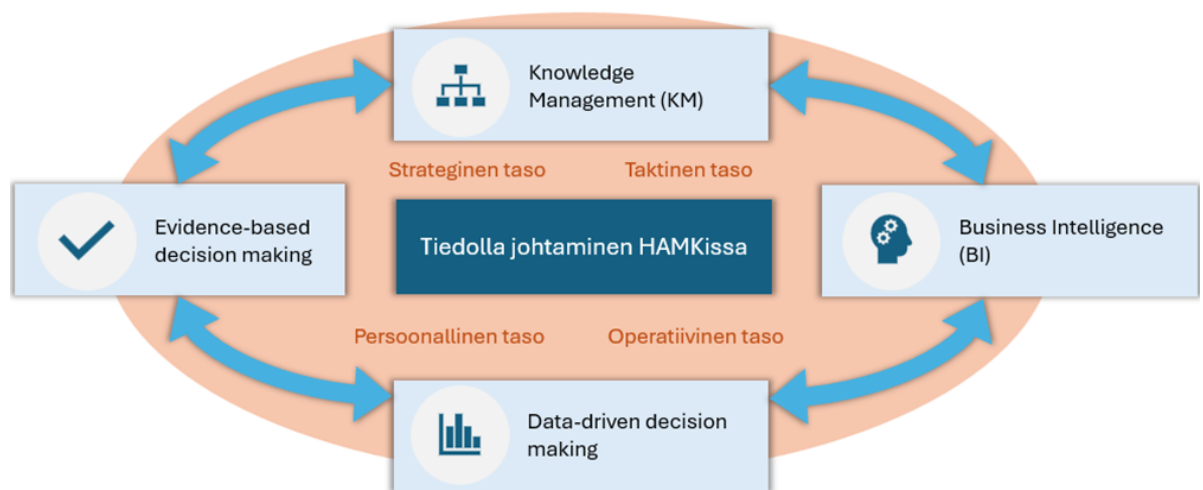 Knowledge
Management (KM)
Strateginen taso
Taktinen taso
Evidence-based
decision making
Tiedolla johtaminen HAMKissa
Business Intelligence
(BI)
Persoonallinen taso
Operatiivinen taso
Data-driven decision
making